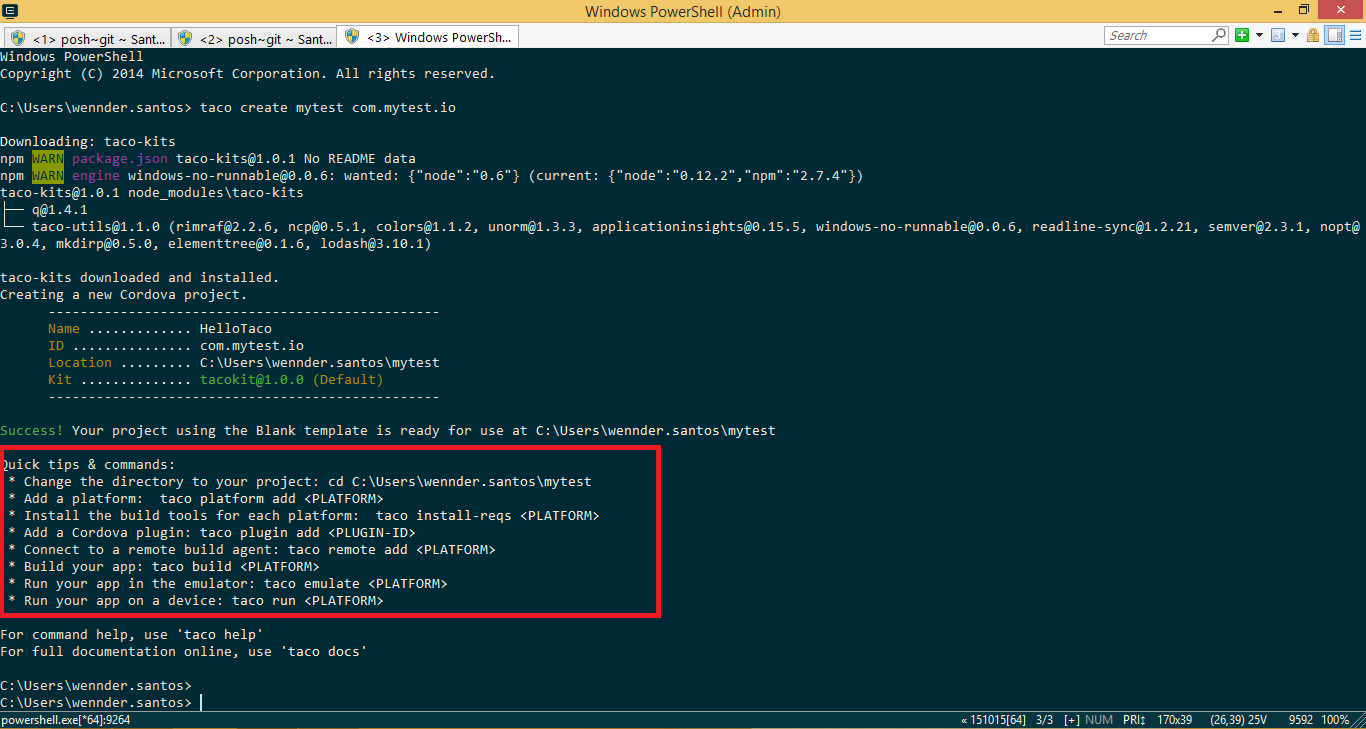 Windows PowerShell (Admin)
<1> posh~git ~ Sant...
<2> posh~git ~ Sant...
<3> Windows PowerSh...
Search
Windows PowerShell
Copyright (C) 2014 Microsoft Corporation. All rights reserved.
C:\Users\wennder.santos> taco create mytest com.mytest.io
Downloading: taco-kits
npm WARN package.json taco-kits@1.0.1 No README data
npm WARN engine windows-no-runnable@0.0.6: wanted: {"node":"0.6"} (current: {"node":"0.12.2","npm":"2.7.4"})
taco-kits@1.0.1 node_modules\taco-kits
├── q@1.4.1
└── taco-utils@1.1.0 (rimraf@2.2.6, ncp@0.5.1, colors@1.1.2, unorm@1.3.3, applicationinsights@0.15.5, windows-no-runnable@0.0.6, readline-sync@1.2.21, semver@2.3.1, nopt@
3.0.4, mkdirp@0.5.0, elementtree@0.1.6, lodash@3.10.1)
taco-kits downloaded and installed.
Creating a new Cordova project.
-------------------------------------------------
Name ............. HelloTaco
ID ............... com.mytest.io
Location ......... C:\Users\wennder.santos\mytest
Kit .............. tacokit@1.0.0 (Default)
-------------------------------------------------
Success! Your project using the Blank template is ready for use at C:\Users\wennder.santos\mytest
Quick tips & commands:
* Change the directory to your project: cd C:\Users\wennder.santos\mytest
* Add a platform:  taco platform add <PLATFORM>
* Install the build tools for each platform:  taco install-reqs <PLATFORM>
* Add a Cordova plugin: taco plugin add <PLUGIN-ID>
* Connect to a remote build agent: taco remote add <PLATFORM>
* Build your app: taco build <PLATFORM>
* Run your app in the emulator: taco emulate <PLATFORM>
* Run your app on a device: taco run <PLATFORM>
For command help, use 'taco help'
For full documentation online, use 'taco docs'
C:\Users\wennder.santos>
C:\Users\wennder.santos>
powershell.exe[*64]:9264
« 151015[64] 3/3 [+] NUM PRI↕ 170x39 (26,39) 25V 9592 100%